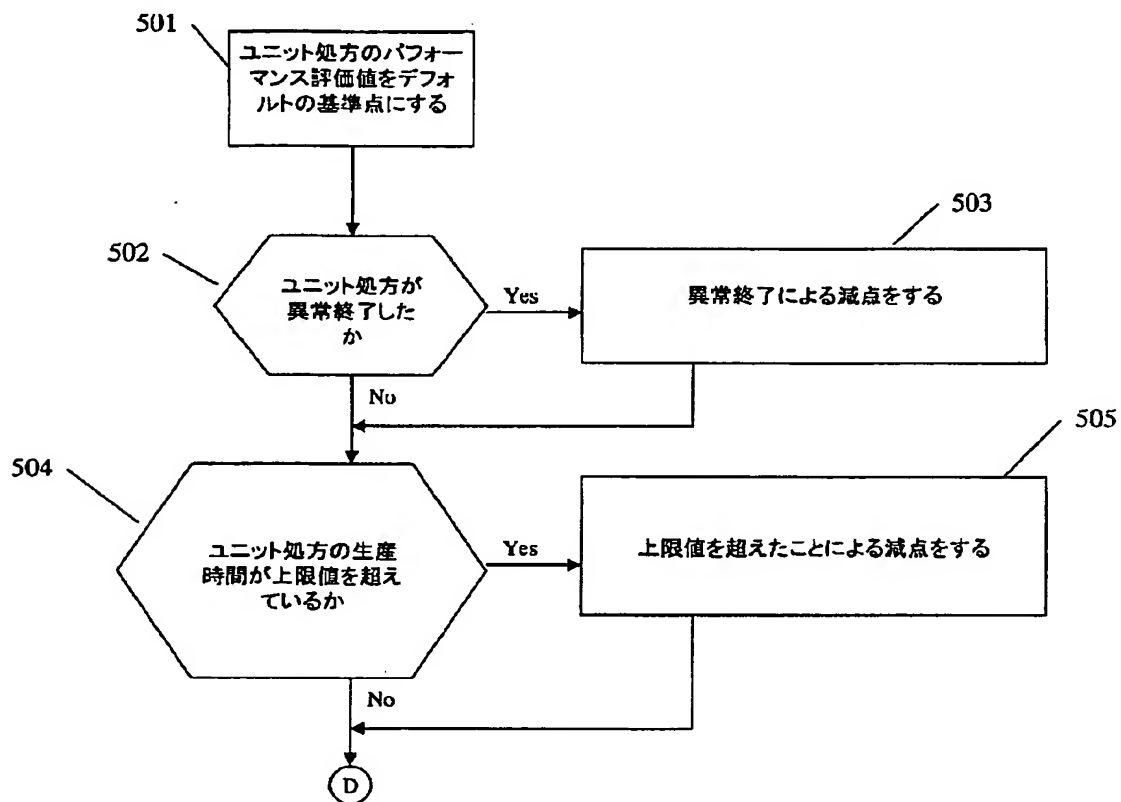 501
ユニット処方のパフォー
マンス評価値をデフォ
ルトの基準点にする
502
ユニット処方が
異常終了した
か
Yes
503
異常終了による減点をする
No
504
ユニット処方の生産
時間が上限値を超え
ているか
Yes
505
上限値を超えたことによる減点をする
No
D